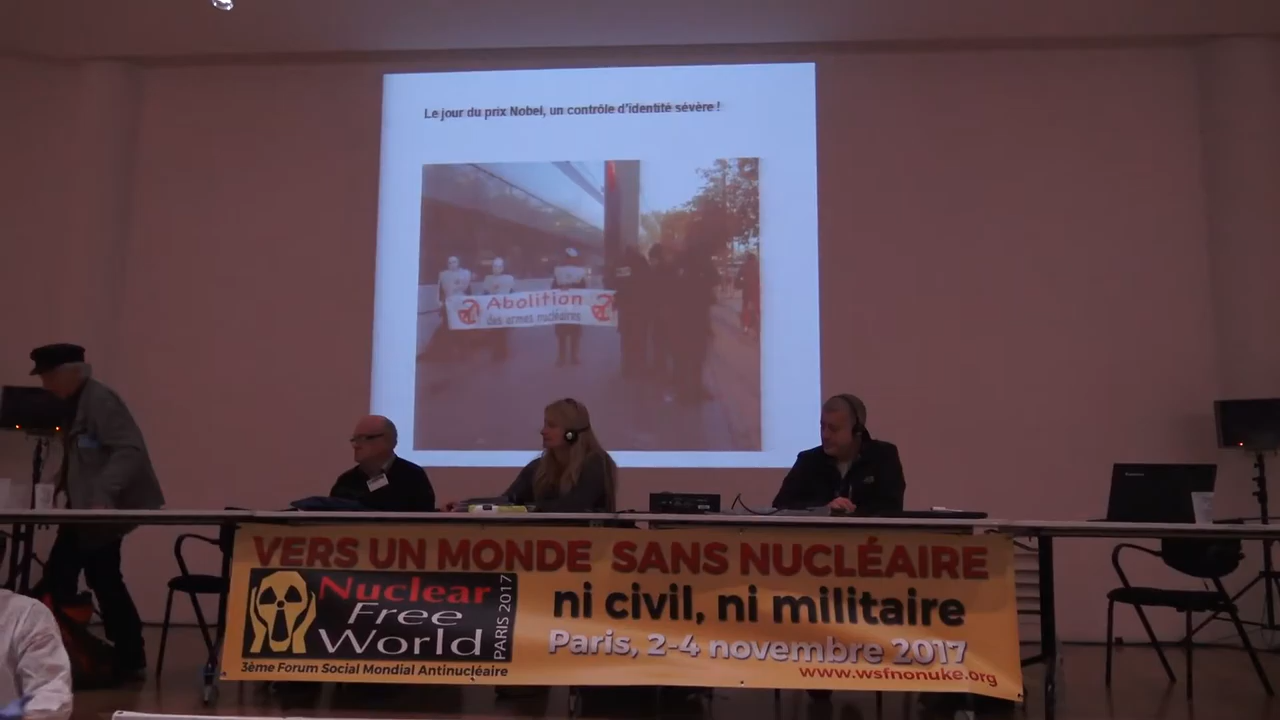 Le jour du prix Nobel, un contrôle d'identité sévère !
Abolition
des armes nucléaires
VERS UN MONDE SANS NUCLÉAIRE
Nuclear
Free
World
PARIS 2017
3ème Forum Social Mondial Antinucléaire
ni civil, ni militaire
Paris, 2-4 novembre 2017
www.wsfnonuke.org